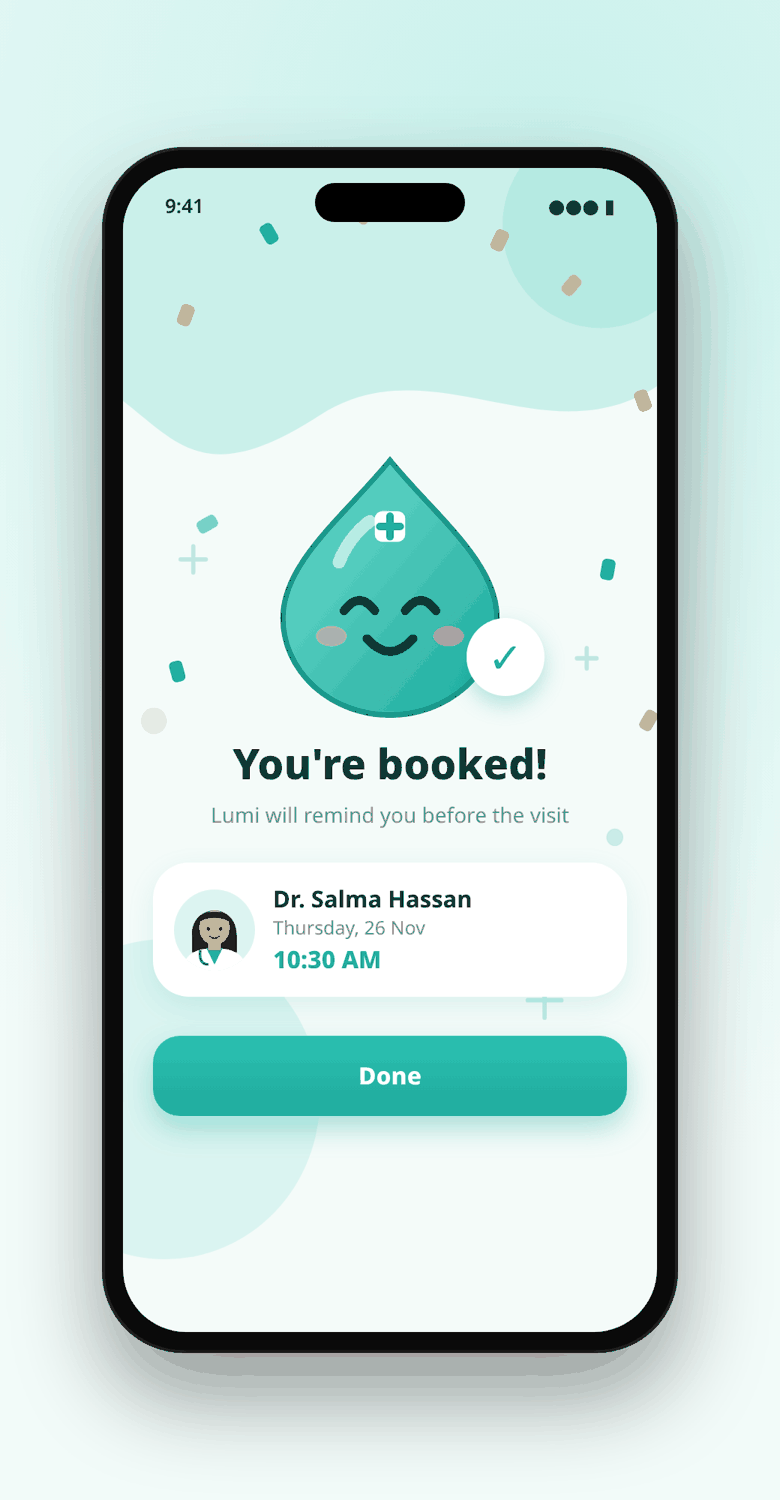 9:41
You're booked!
Lumi will remind you before the visit
Dr. Salma Hassan
Thursday, 26 Nov
10:30 AM
Done